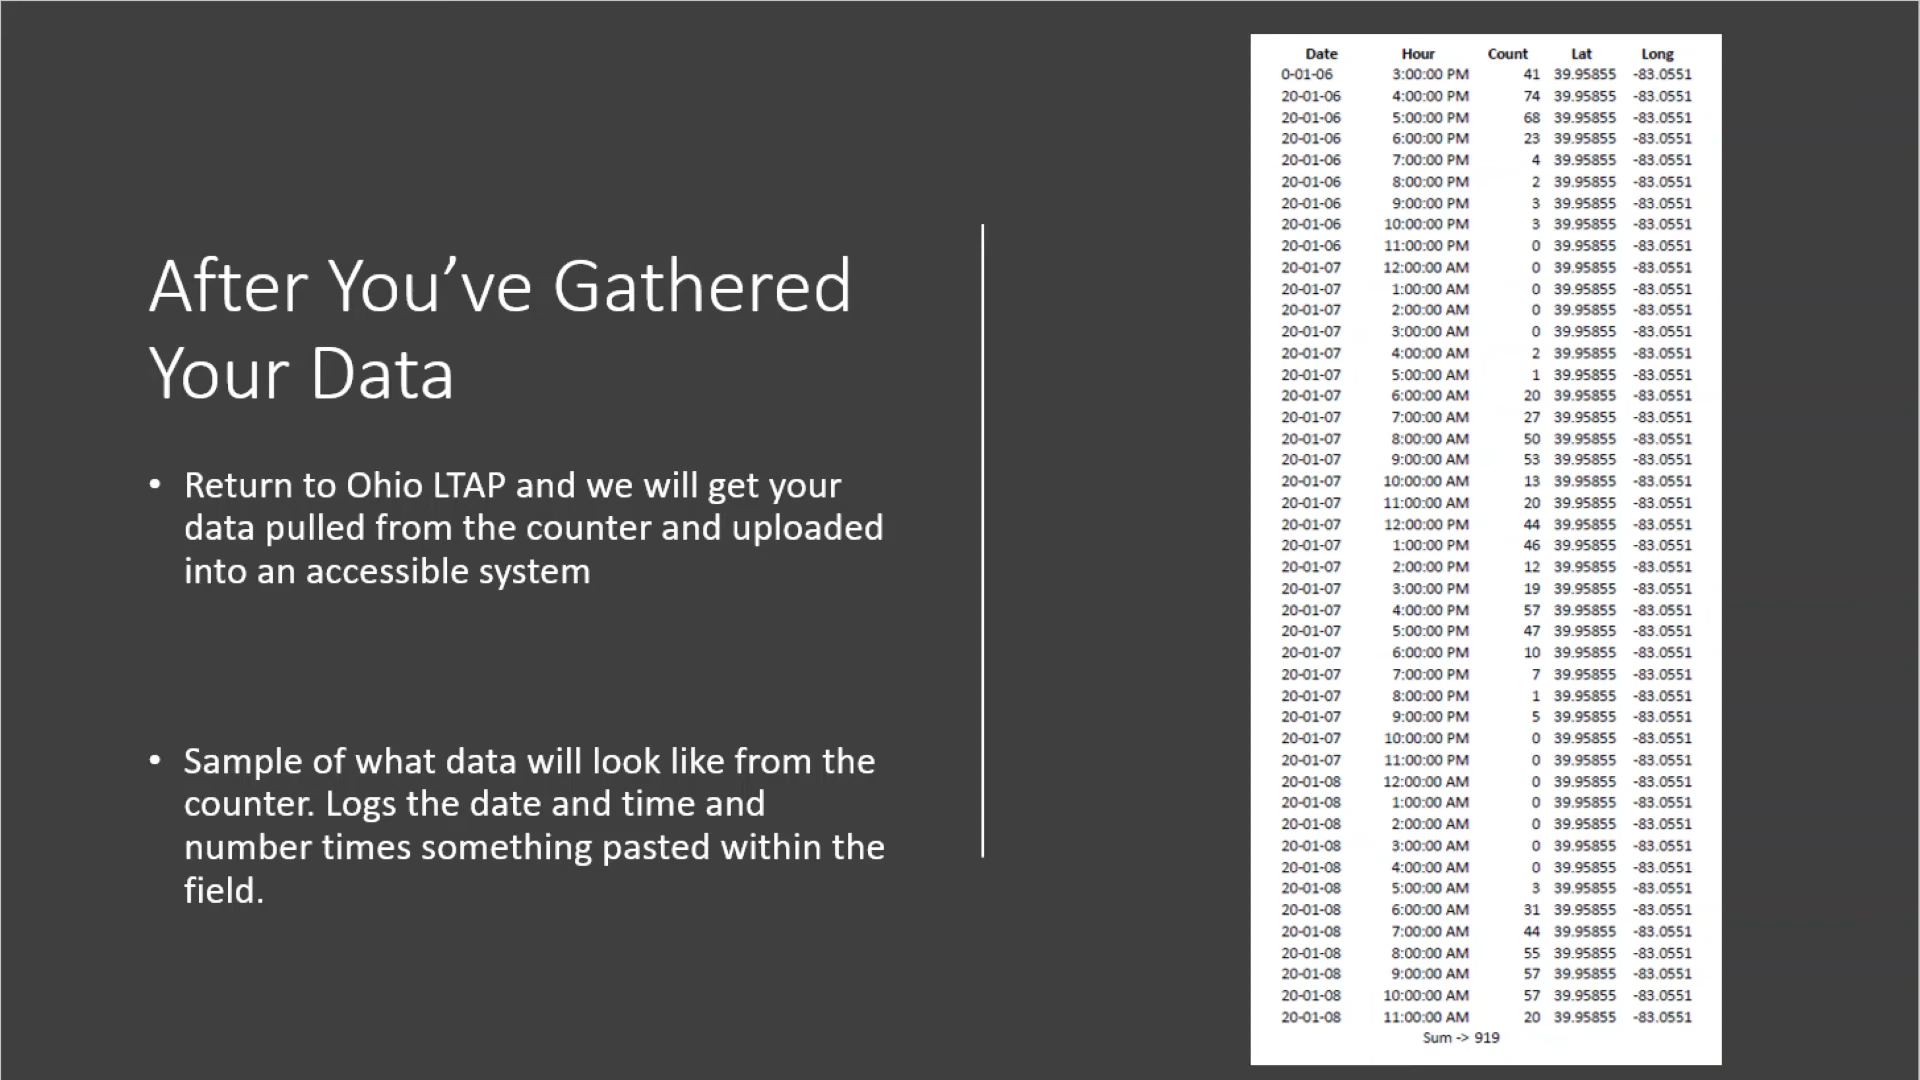 After You’ve Gathered
Your Data
• Return to Ohio LTAP and we will get your
data pulled from the counter and uploaded
into an accessible system
• Sample of what data will look like from the
counter. Logs the date and time and
number times something pasted within the
field.
Date Hour Count Lat Long
0-01-06 3:00:00 PM 41 39.95855 -83.0551
20-01-06 4:00:00 PM 74 39.95855 -83.0551
20-01-06 5:00:00 PM 68 39.95855 -83.0551
20-01-06 6:00:00 PM 23 39.95855 -83.0551
20-01-06 7:00:00 PM 4 39.95855 -83.0551
20-01-06 8:00:00 PM 2 39.95855 -83.0551
20-01-06 9:00:00 PM 3 39.95855 -83.0551
20-01-06 10:00:00 PM 3 39.95855 -83.0551
20-01-06 11:00:00 PM 0 39.95855 -83.0551
20-01-07 12:00:00 AM 0 39.95855 -83.0551
20-01-07 1:00:00 AM 0 39.95855 -83.0551
20-01-07 2:00:00 AM 0 39.95855 -83.0551
20-01-07 3:00:00 AM 0 39.95855 -83.0551
20-01-07 4:00:00 AM 2 39.95855 -83.0551
20-01-07 5:00:00 AM 1 39.95855 -83.0551
20-01-07 6:00:00 AM 20 39.95855 -83.0551
20-01-07 7:00:00 AM 27 39.95855 -83.0551
20-01-07 8:00:00 AM 50 39.95855 -83.0551
20-01-07 9:00:00 AM 53 39.95855 -83.0551
20-01-07 10:00:00 AM 13 39.95855 -83.0551
20-01-07 11:00:00 AM 20 39.95855 -83.0551
20-01-07 12:00:00 PM 44 39.95855 -83.0551
20-01-07 1:00:00 PM 46 39.95855 -83.0551
20-01-07 2:00:00 PM 12 39.95855 -83.0551
20-01-07 3:00:00 PM 19 39.95855 -83.0551
20-01-07 4:00:00 PM 57 39.95855 -83.0551
20-01-07 5:00:00 PM 47 39.95855 -83.0551
20-01-07 6:00:00 PM 10 39.95855 -83.0551
20-01-07 7:00:00 PM 7 39.95855 -83.0551
20-01-07 8:00:00 PM 1 39.95855 -83.0551
20-01-07 9:00:00 PM 5 39.95855 -83.0551
20-01-07 10:00:00 PM 0 39.95855 -83.0551
20-01-07 11:00:00 PM 0 39.95855 -83.0551
20-01-08 12:00:00 AM 0 39.95855 -83.0551
20-01-08 1:00:00 AM 0 39.95855 -83.0551
20-01-08 2:00:00 AM 0 39.95855 -83.0551
20-01-08 3:00:00 AM 0 39.95855 -83.0551
20-01-08 4:00:00 AM 0 39.95855 -83.0551
20-01-08 5:00:00 AM 3 39.95855 -83.0551
20-01-08 6:00:00 AM 31 39.95855 -83.0551
20-01-08 7:00:00 AM 44 39.95855 -83.0551
20-01-08 8:00:00 AM 55 39.95855 -83.0551
20-01-08 9:00:00 AM 57 39.95855 -83.0551
20-01-08 10:00:00 AM 57 39.95855 -83.0551
20-01-08 11:00:00 AM 20 39.95855 -83.0551
Sum -> 919